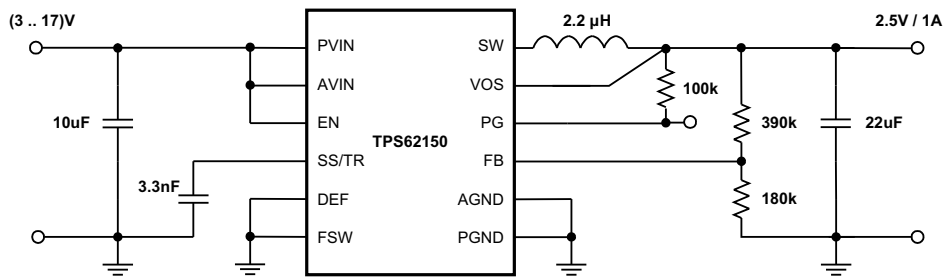 (3 .. 17)V
2.2 µH
2.5V / 1A
PVIN
SW
AVIN
VOS
100k
10uF
EN
PG
390k
22uF
TPS62150
SS/TR
FB
3.3nF
180k
DEF
AGND
FSW
PGND